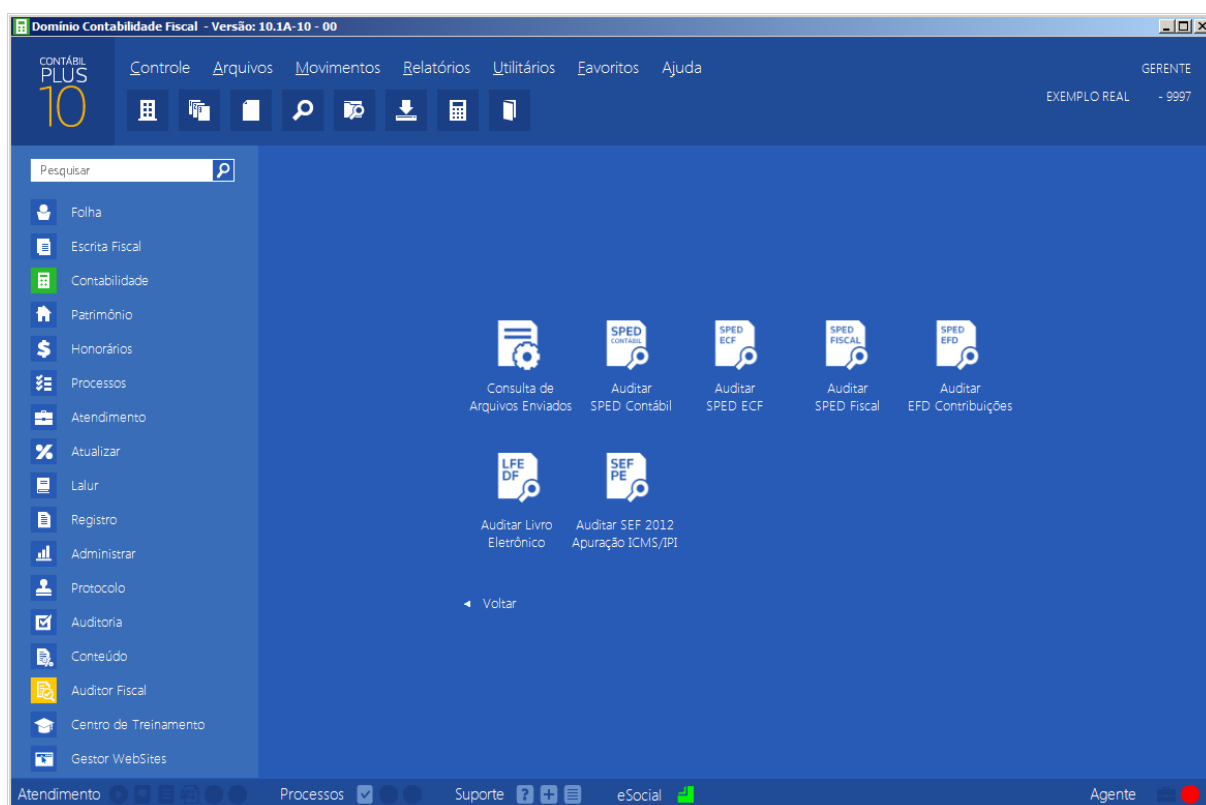 Domínio Contabilidade Fiscal - Versão: 10.1A-10 - 00
CONTÁBIL
PLUS
10
Controle Arquivos Movimentos Relatórios Utilitários Favoritos Ajuda
GERENTE
EXEMPLO REAL - 9997
Pesquisar
Folha
Escrita Fiscal
Contabilidade
Patrimônio
Honorários
Processos
Atendimento
Atualizar
Lalur
Registro
Administrar
Protocolo
Auditoria
Conteúdo
Auditor Fiscal
Centro de Treinamento
Gestor WebSites
SPED
CONTÁBIL
SPED
ECF
SPED
FISCAL
SPED
EFD
Consulta de
Arquivos Enviados
Auditar
SPED Contábil
Auditar
SPED ECF
Auditar
SPED Fiscal
Auditar
EFD Contribuições
LFE
DF
SEF
PE
Auditar Livro
Eletrônico
Auditar SEF 2012
Apuração ICMS/IPI
Voltar
Atendimento Processos Suporte eSocial Agente